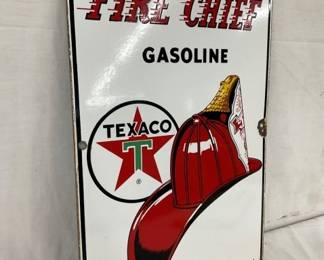 FIRE CHIEF
GASOLINE
TEXACO
T
®